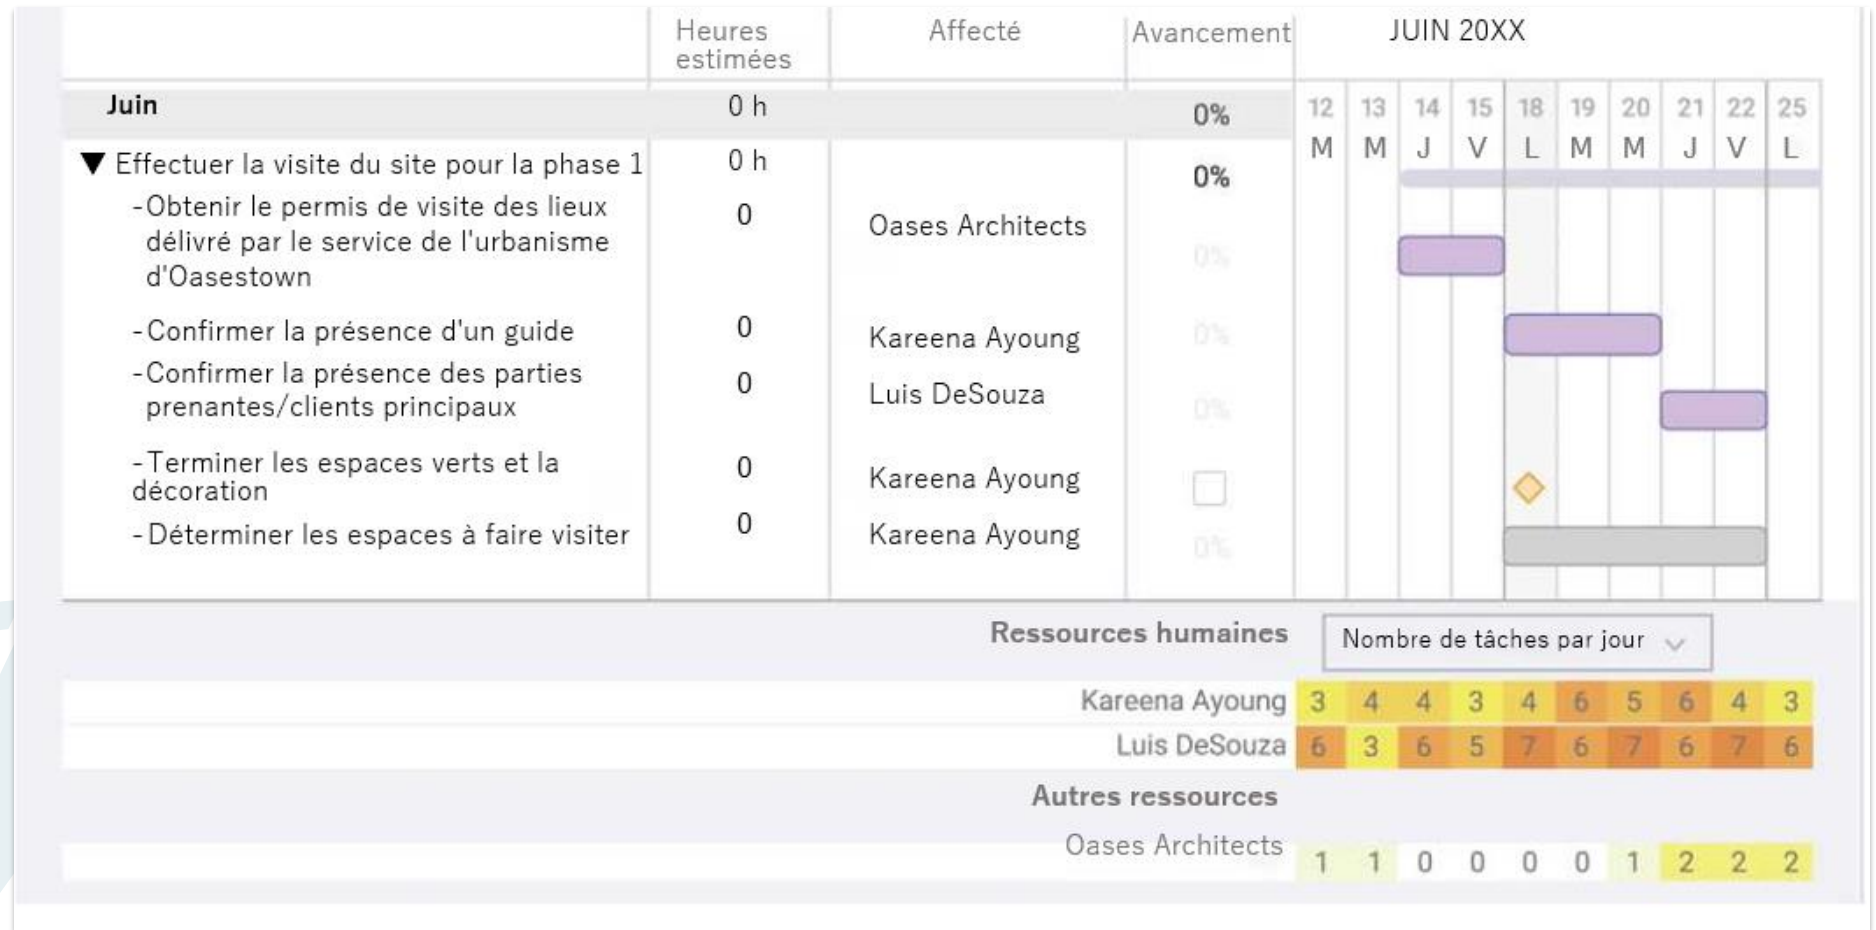 Heures
estimées
Affecté
Avancement
JUIN 20XX
Juin
0 h
0%
12 13 14 15 18 19 20 21 22 25
M M J V L M M J V L
▼ Effectuer la visite du site pour la phase 1
0 h
0%
-Obtenir le permis de visite des lieux
délivré par le service de l'urbanisme
d'Oasestown
0
Oases Architects
0%
-Confirmer la présence d'un guide
0
Kareena Ayoung
0%
-Confirmer la présence des parties
prenantes/clients principaux
0
Luis DeSouza
0%
-Terminer les espaces verts et la
décoration
0
Kareena Ayoung
-Déterminer les espaces à faire visiter
0
Kareena Ayoung
0%
Ressources humaines
Nombre de tâches par jour
Kareena Ayoung 3 4 4 3 4 6 5 6 4 3
Luis DeSouza 6 3 6 5 7 6 7 6 7 6
Autres ressources
Oases Architects 1 1 0 0 0 0 1 2 2 2